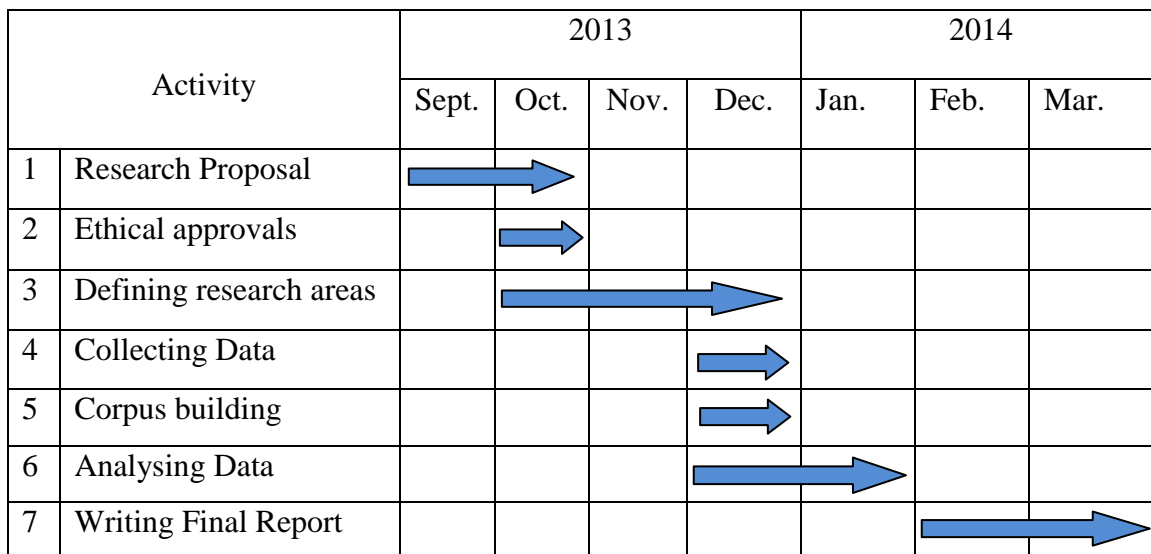 2013 2014
Activity
Sept. Oct. Nov. Dec. Jan. Feb. Mar.
1 Research Proposal
2 Ethical approvals
3 Defining research areas
4 Collecting Data
5 Corpus building
6 Analysing Data
7 Writing Final Report